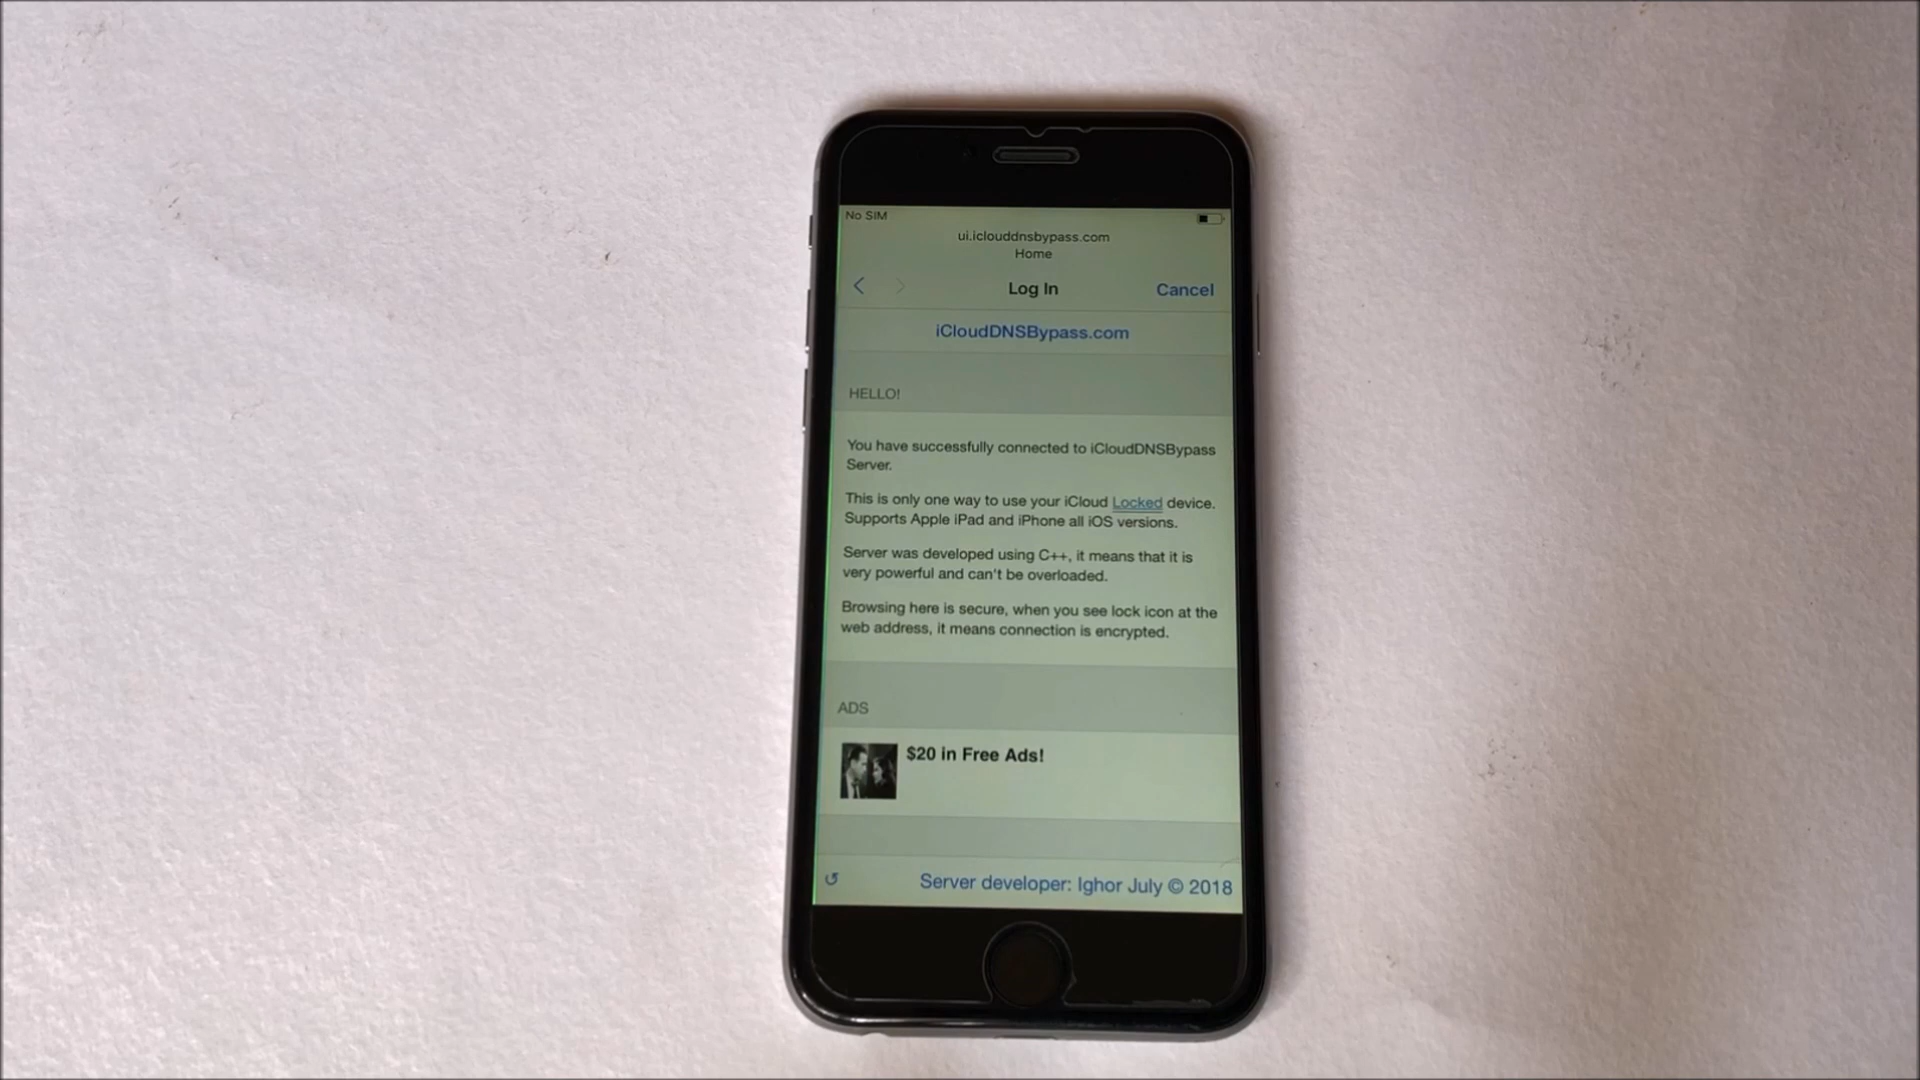 No SIM
ui.iclouddnsbypass.com
Home
Log In
Cancel
iCloudDNSBypass.com
HELLO!
You have successfully connected to iCloudDNSBypass
Server.
This is only one way to use your iCloud Locked device.
Supports Apple iPad and iPhone all iOS versions.
Server was developed using C++, it means that it is
very powerful and can't be overloaded.
Browsing here is secure, when you see lock icon at the
web address, it means connection is encrypted.
ADS
$20 in Free Ads!
Server developer: Ighor July © 2018